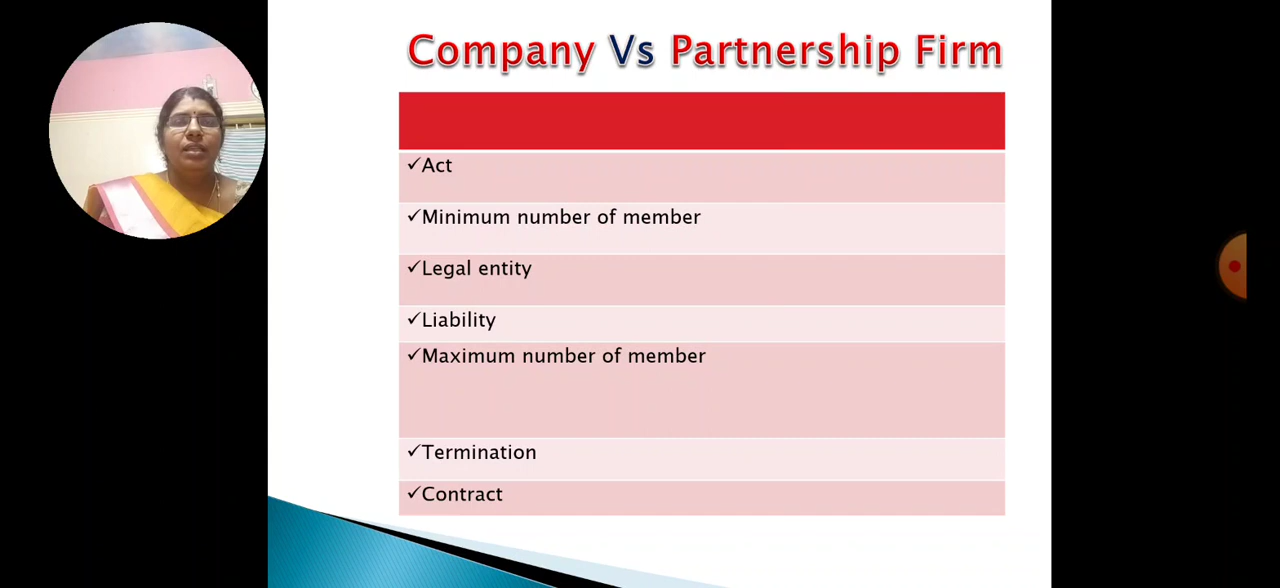 Company Vs Partnership Firm
✓Act
✓Minimum number of member
✓Legal entity
✓Liability
✓Maximum number of member
✓Termination
✓Contract